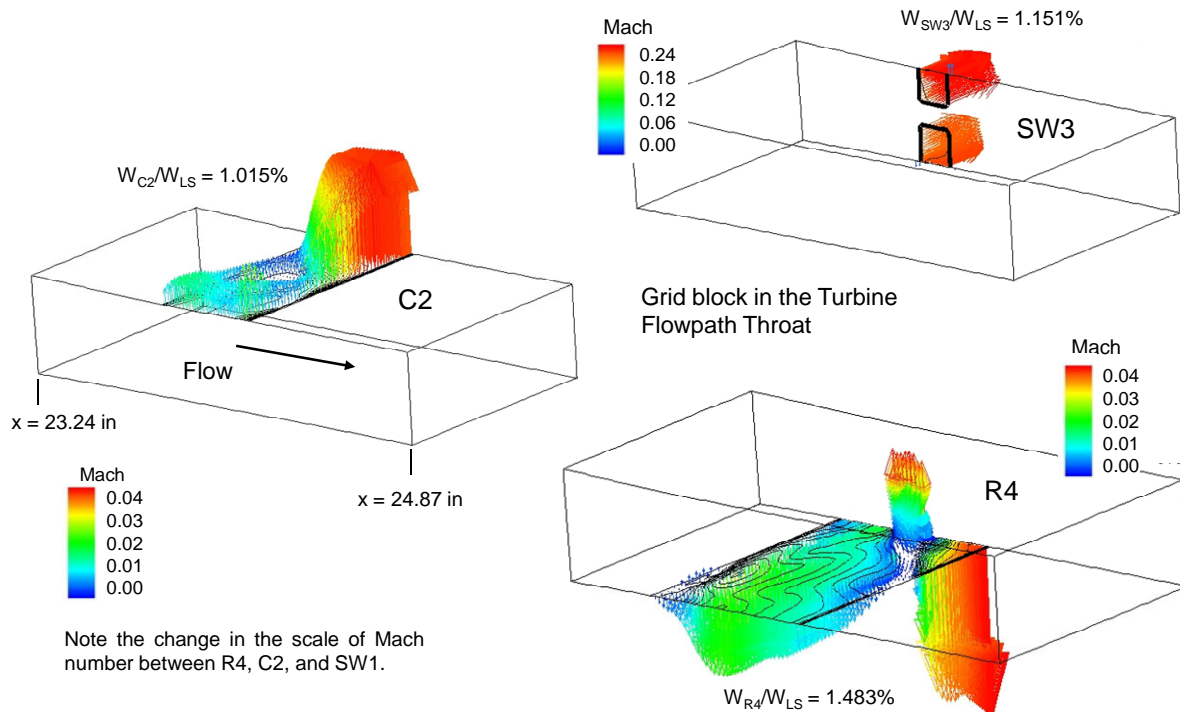 W_SW3/W_LS = 1.151%
Mach
0.24
0.18
0.12
0.06
0.00
SW3
W_C2/W_LS = 1.015%
C2
Flow
x = 23.24 in
x = 24.87 in
Grid block in the Turbine
Flowpath Throat
Mach
0.04
0.03
0.02
0.01
0.00
R4
Mach
0.04
0.03
0.02
0.01
0.00
Note the change in the scale of Mach
number between R4, C2, and SW1.
W_R4/W_LS = 1.483%